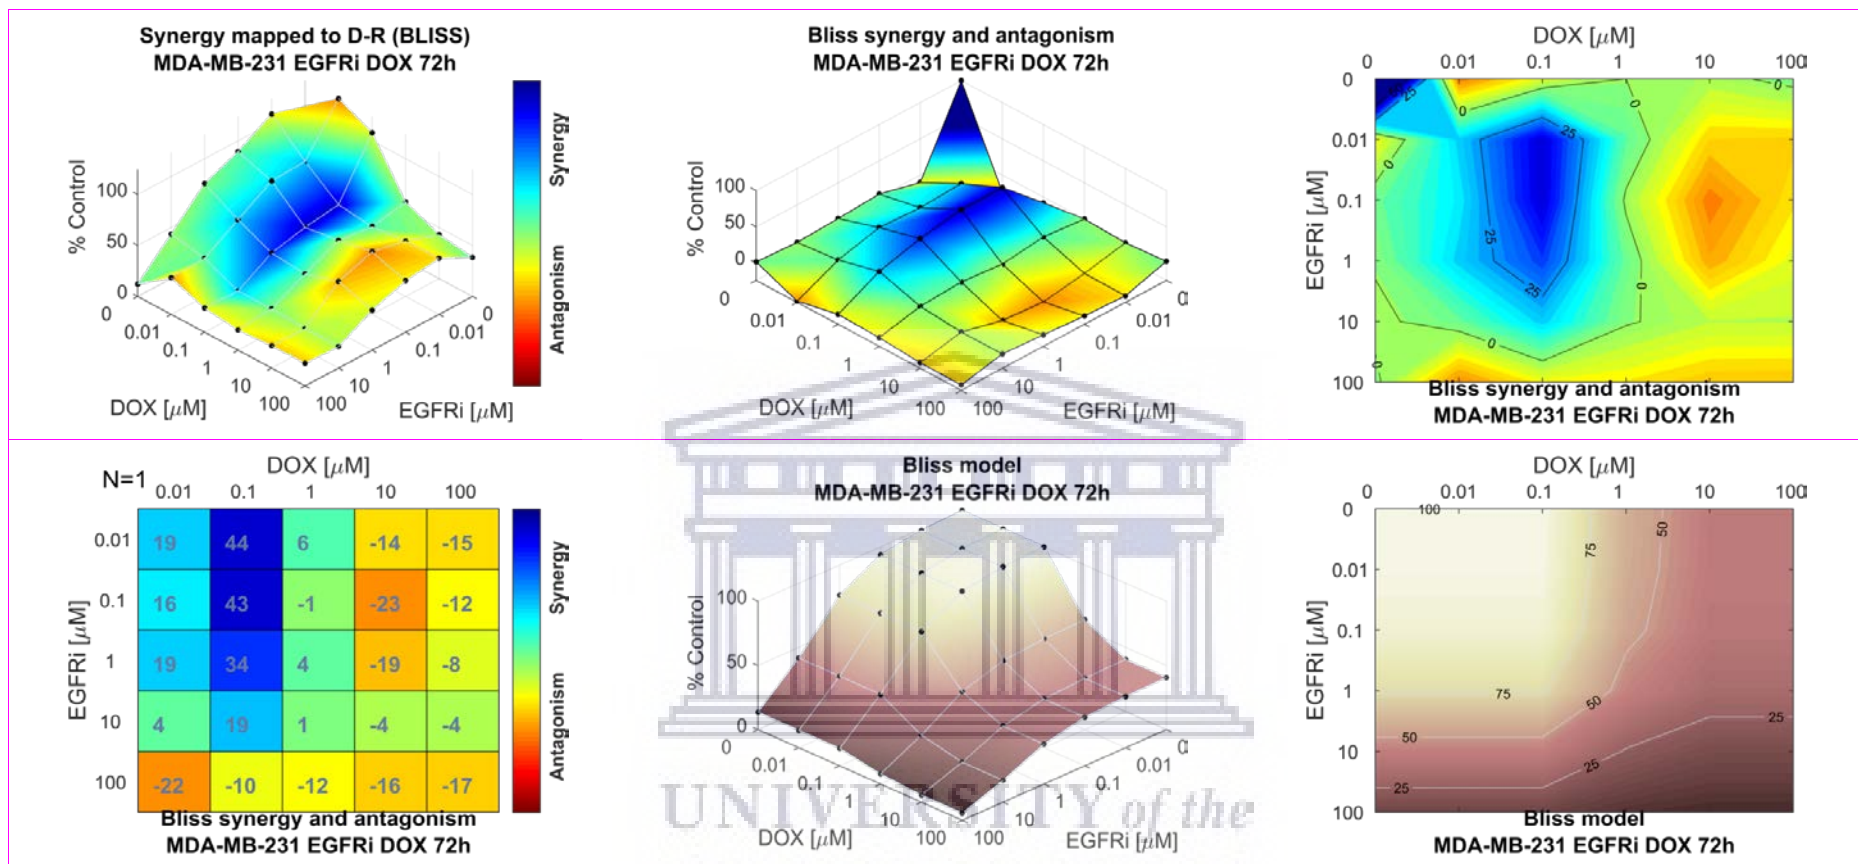 Synergy mapped to D-R (BLISS)
MDA-MB-231 EGFRi DOX 72h
% Control
100
50
0
0
0.01
0.1
1
10
100
DOX [μM]
100
10
1
0.1
0.01
0
EGFRi [μM]
Synergy
Antagonism
Bliss synergy and antagonism
MDA-MB-231 EGFRi DOX 72h
% Control
100
50
0
0
0.01
0.1
1
10
100
DOX [μM]
100
10
1
0.1
0.01
0
EGFRi [μM]
DOX [μM]
0 0.01 0.1 1 10 100
EGFRi [μM]
0
0.01
0.1
1
10
100
25
0
0
0
25
0
25
25
0
0
0
Bliss synergy and antagonism
MDA-MB-231 EGFRi DOX 72h
N=1
DOX [μM]
0.01 0.1 1 10 100
EGFRi [μM]
0.01 19 44 6 -14 -15
0.1 16 43 -1 -23 -12
1 19 34 4 -19 -8
10 4 19 1 -4 -4
100 -22 -10 -12 -16 -17
Synergy
Antagonism
Bliss synergy and antagonism
MDA-MB-231 EGFRi DOX 72h
Bliss model
MDA-MB-231 EGFRi DOX 72h
% Control
100
50
0
0
0.01
0.1
1
10
100
DOX [μM]
100
10
1
0.1
0.01
0
EGFRi [μM]
UNIVERSITY of the
DOX [μM]
0 0.01 0.1 1 10 100
EGFRi [μM]
0
0.01
0.1
1
10
100
100
75
50
75
50
50
25
25
25
Bliss model
MDA-MB-231 EGFRi DOX 72h